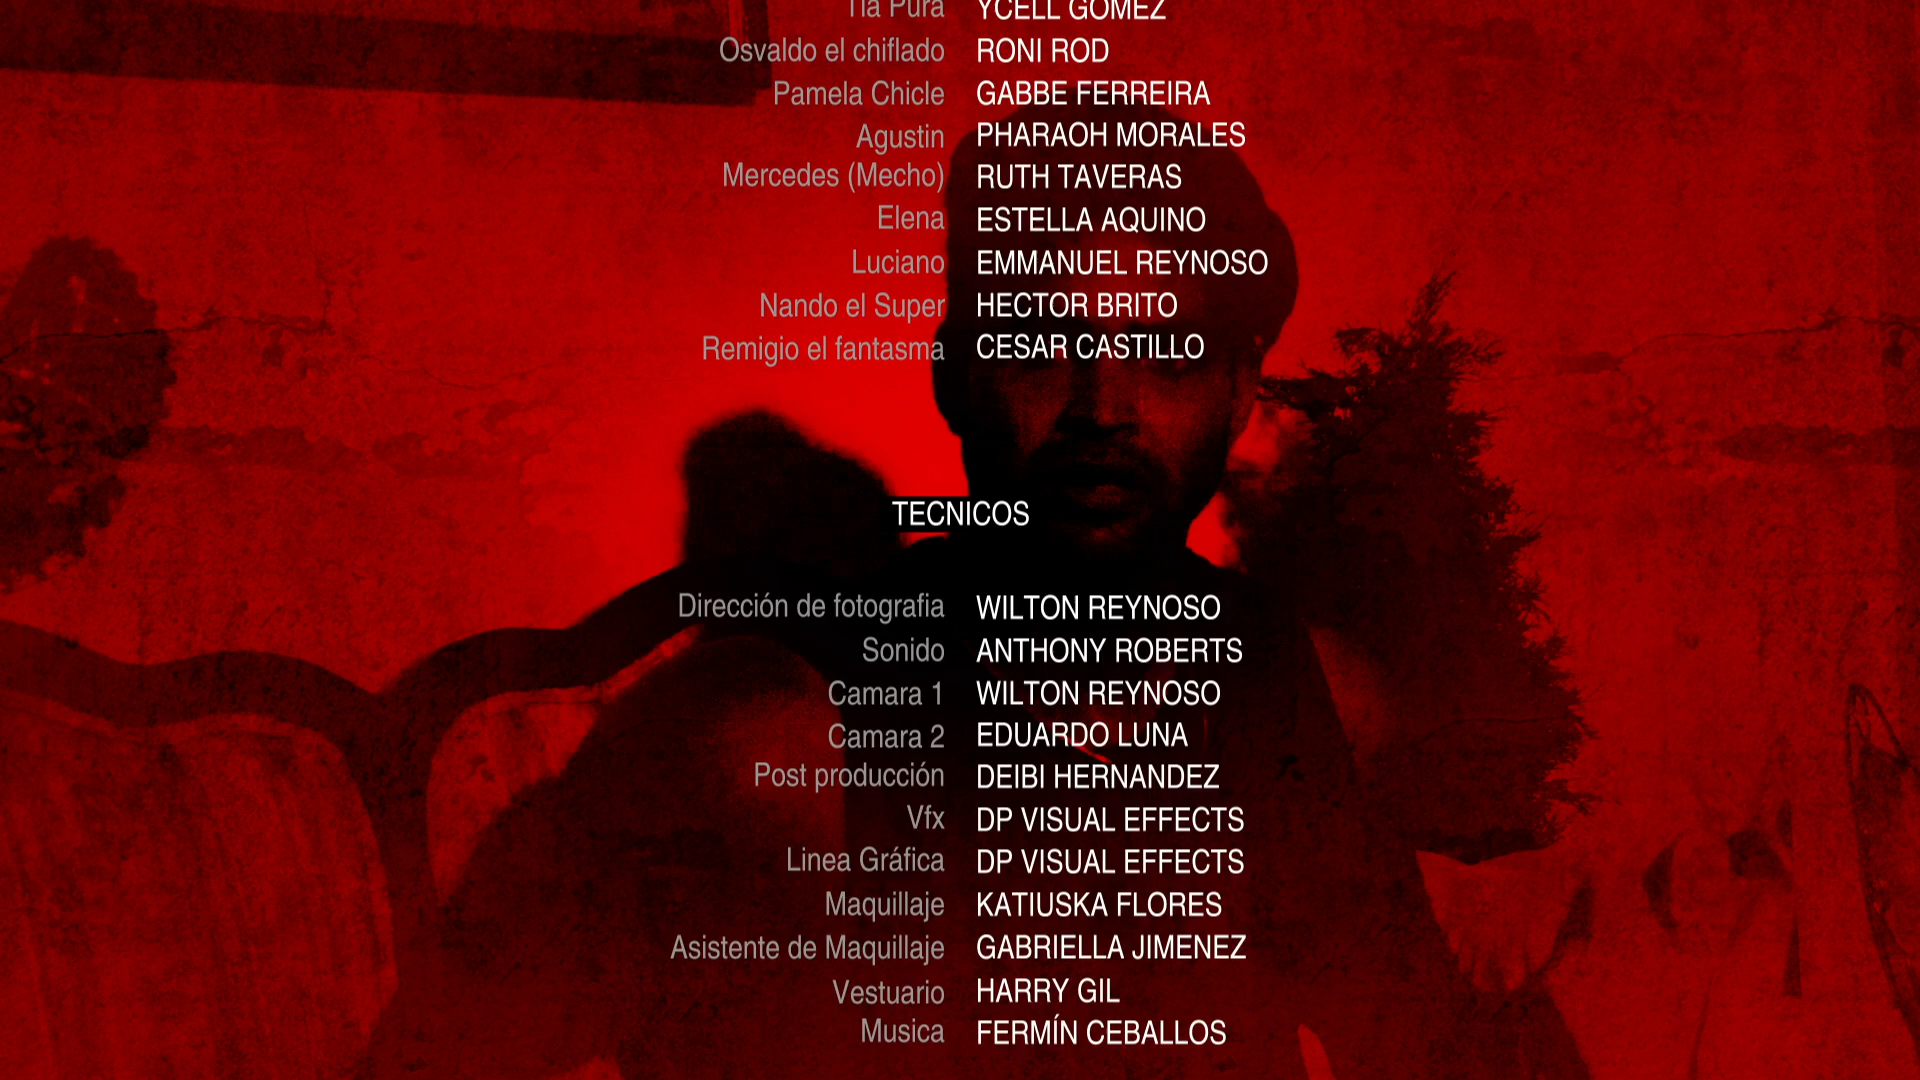 Tia Pura YCELL GOMEZ
Osvaldo el chiflado RONI ROD
Pamela Chicle GABBE FERREIRA
Agustin PHARAOH MORALES
Mercedes (Mecho) RUTH TAVERAS
Elena ESTELLA AQUINO
Luciano EMMANUEL REYNOSO
Nando el Super HECTOR BRITO
Remigio el fantasma CESAR CASTILLO
TECNICOS
Dirección de fotografia WILTON REYNOSO
Sonido ANTHONY ROBERTS
Camara 1 WILTON REYNOSO
Camara 2 EDUARDO LUNA
Post producción DEIBI HERNANDEZ
Vfx DP VISUAL EFFECTS
Linea Gráfica DP VISUAL EFFECTS
Maquillaje KATIUSKA FLORES
Asistente de Maquillaje GABRIELLA JIMENEZ
Vestuario HARRY GIL
Musica FERMÍN CEBALLOS